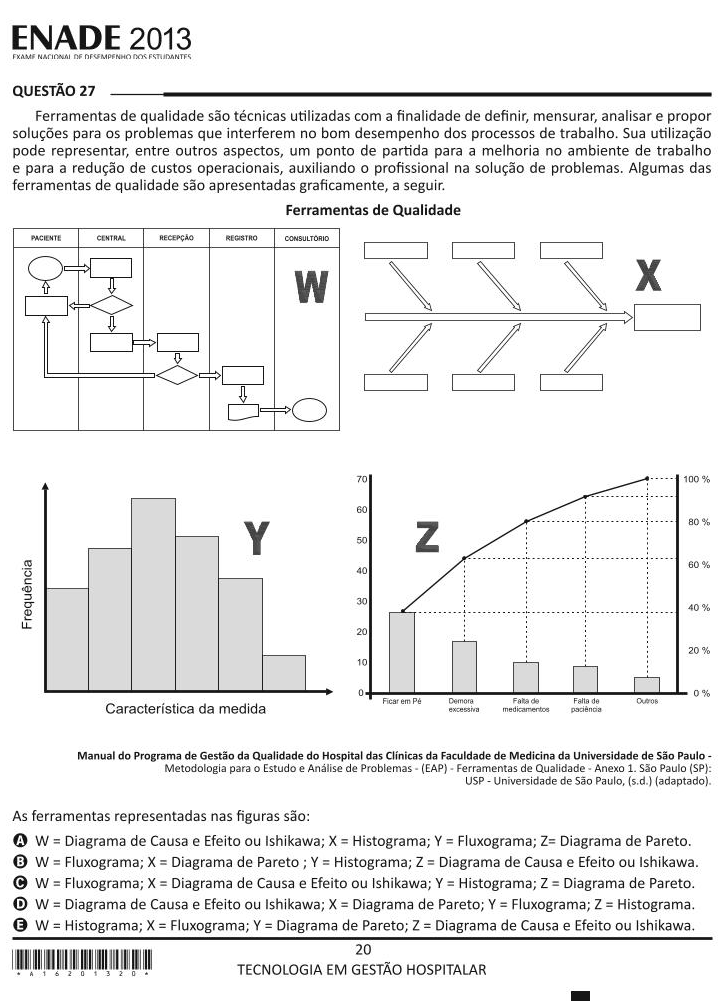 ENADE 2013
EXAME NACIONAL DE DESEMPENHO DOS ESTUDANTES
QUESTÃO 27
Ferramentas de qualidade são técnicas utilizadas com a finalidade de definir, mensurar, analisar e propor
soluções para os problemas que interferem no bom desempenho dos processos de trabalho. Sua utilização
pode representar, entre outros aspectos, um ponto de partida para a melhoria no ambiente de trabalho
e para a redução de custos operacionais, auxiliando o profissional na solução de problemas. Algumas das
ferramentas de qualidade são apresentadas graficamente, a seguir.
Ferramentas de Qualidade
PACIENTE CENTRAL RECEPÇÃO REGISTRO CONSULTÓRIO
W
X
Frequência
Y
Característica da medida
Z
70
60
50
40
30
20
10
0
100 %
80 %
60 %
40 %
20 %
0 %
Ficar em Pé
Demora
excessiva
Falta de
medicamentos
Falta de
paciência
Outros
Manual do Programa de Gestão da Qualidade do Hospital das Clínicas da Faculdade de Medicina da Universidade de São Paulo -
Metodologia para o Estudo e Análise de Problemas - (EAP) - Ferramentas de Qualidade - Anexo 1. São Paulo (SP):
USP - Universidade de São Paulo, (s.d.) (adaptado).
As ferramentas representadas nas figuras são:
A W = Diagrama de Causa e Efeito ou Ishikawa; X = Histograma; Y = Fluxograma; Z= Diagrama de Pareto.
B W = Fluxograma; X = Diagrama de Pareto ; Y = Histograma; Z = Diagrama de Causa e Efeito ou Ishikawa.
C W = Fluxograma; X = Diagrama de Causa e Efeito ou Ishikawa; Y = Histograma; Z = Diagrama de Pareto.
D W = Diagrama de Causa e Efeito ou Ishikawa; X = Diagrama de Pareto; Y = Fluxograma; Z = Histograma.
E W = Histograma; X = Fluxograma; Y = Diagrama de Pareto; Z = Diagrama de Causa e Efeito ou Ishikawa.
20
TECNOLOGIA EM GESTÃO HOSPITALAR
* A 1 6 2 0 1 3 2 0 *